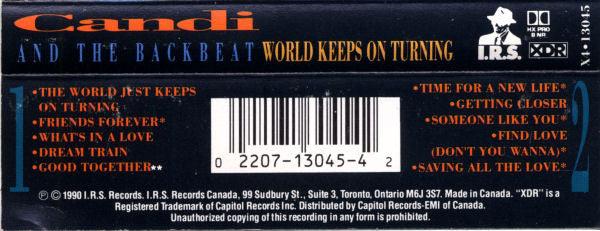 Candi
AND THE BACKBEAT WORLD KEEPS ON TURNING
I.R.S.
HX PRO
B NR
XDR
X4•13045
1
•THE WORLD JUST KEEPS
ON TURNING
•FRIENDS FOREVER*
•WHAT'S IN A LOVE
•DREAM TRAIN
•GOOD TOGETHER**
0 2207-13045-4 2
2
•TIME FOR A NEW LIFE*
•GETTING CLOSER
•SOMEONE LIKE YOU*
•FIND LOVE
(DON'T YOU WANNA)*
•SAVING ALL THE LOVE*
Ⓟ © 1990 I.R.S. Records. I.R.S. Records Canada, 99 Sudbury St., Suite 3, Toronto, Ontario M6J 3S7. Made in Canada. "XDR" is a
Registered Trademark of Capitol Records Inc. Distributed by Capitol Records-EMI of Canada.
Unauthorized copying of this recording in any form is prohibited.